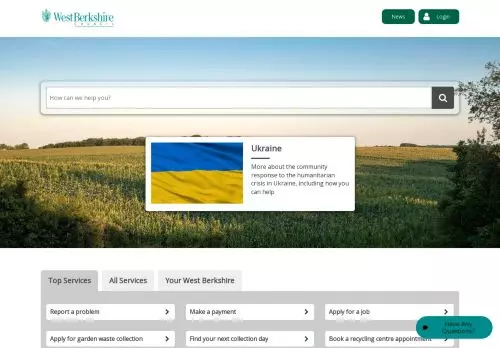 West Berkshire
COUNCIL
News
Login
How can we help you?
Ukraine
More about the community
response to the humanitarian
crisis in Ukraine, including how you
can help
Top Services
All Services
Your West Berkshire
Report a problem
Make a payment
Apply for a job
Have Any
Questions?
Apply for garden waste collection
Find your next collection day
Book a recycling centre appointment